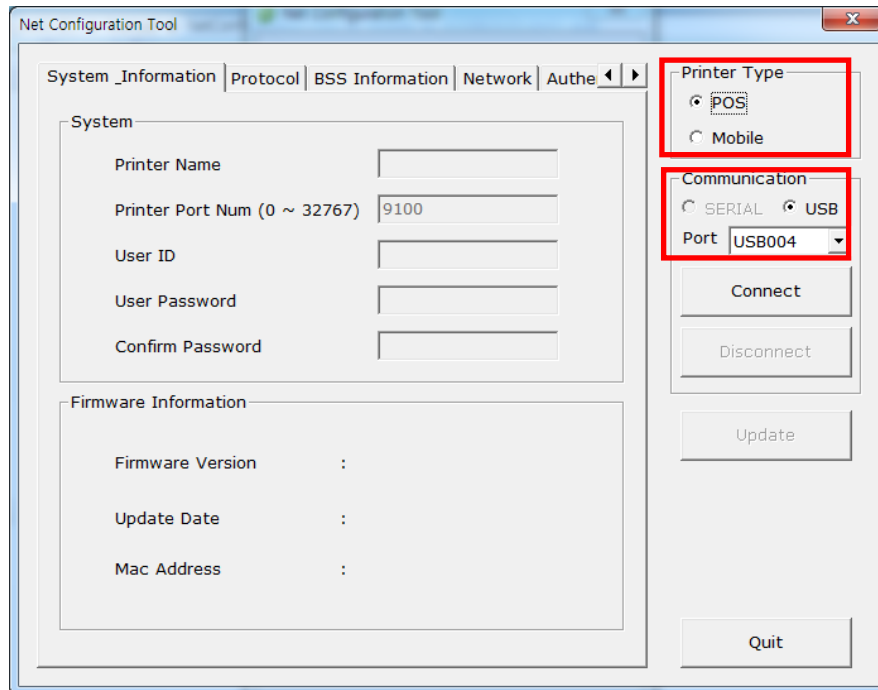 Net Configuration Tool
System _Information
Protocol
BSS Information
Network
Authe
System
Printer Name
Printer Port Num (0 ~ 32767)
9100
User ID
User Password
Confirm Password
Firmware Information
Firmware Version :
Update Date :
Mac Address :
Printer Type
POS
Mobile
Communication
SERIAL USB
Port USB004
Connect
Disconnect
Update
Quit